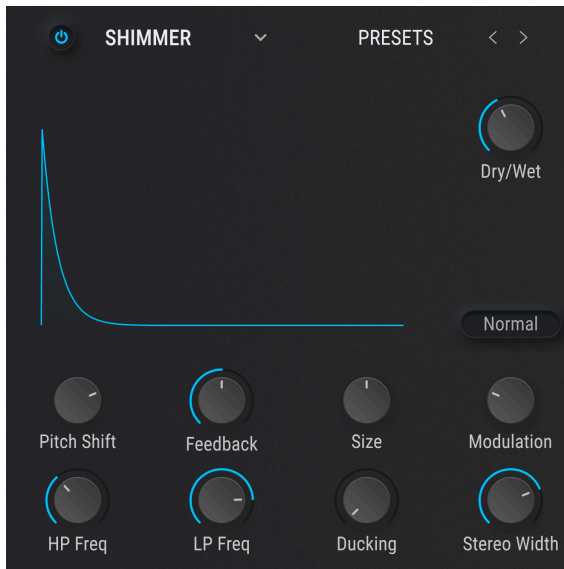 SHIMMER
PRESETS
Dry/Wet
Normal
Pitch Shift
Feedback
Size
Modulation
HP Freq
LP Freq
Ducking
Stereo Width